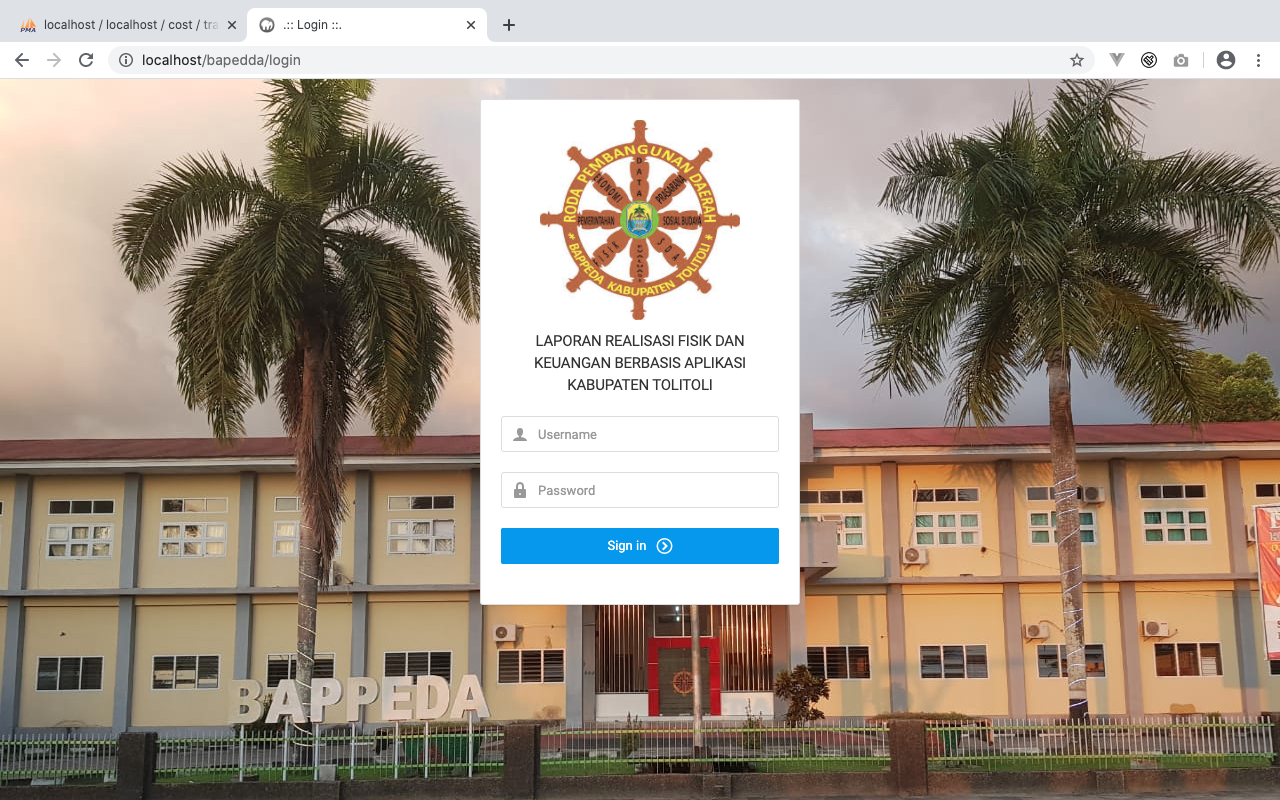 localhost / localhost / cost / tra
.:: Login ::.
localhost/bapedda/login
PMA
RODA PEMBANGUNAN DAERAH
DATA
EKONOMI
PRASARANA
PEMERINTAHAN
SOSIAL BUDAYA
FISIK
SDA
* BAPPEDA KABUPATEN TOLITOLI *
LAPORAN REALISASI FISIK DAN
KEUANGAN BERBASIS APLIKASI
KABUPATEN TOLITOLI
Username
Password
Sign in
BAPPEDA